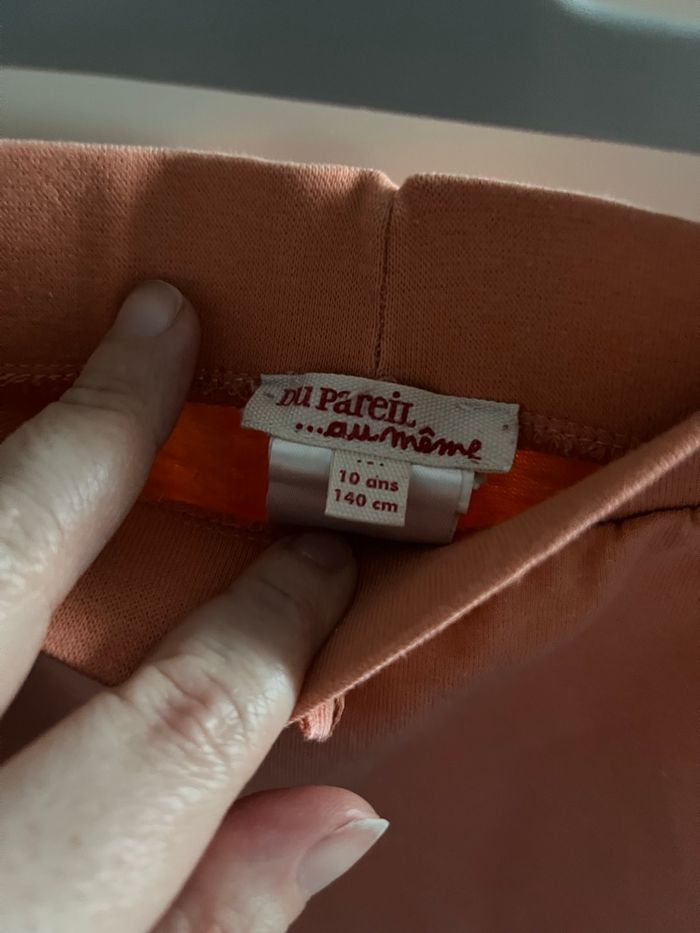 DU PAREIL
...au même
10 ans
140 cm